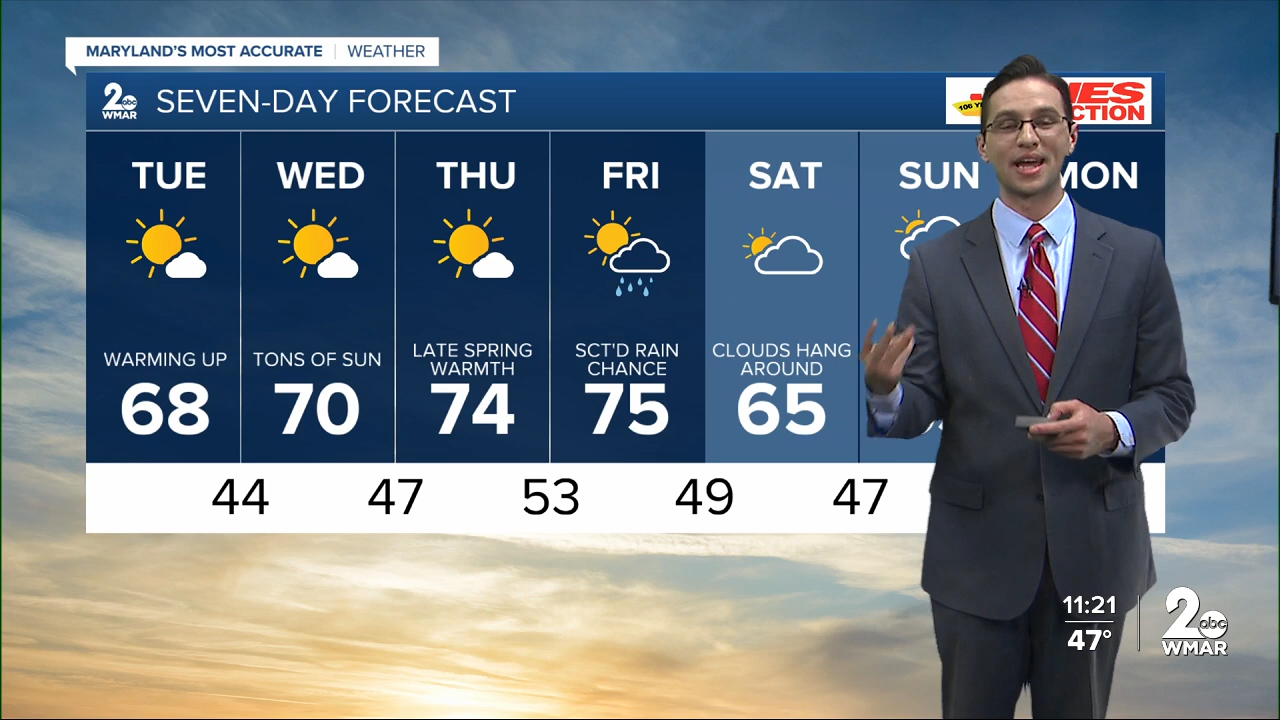 MARYLAND'S MOST ACCURATE | WEATHER
2 abc WMAR SEVEN-DAY FORECAST
106
TUE WED THU FRI SAT SUN MON
WARMING UP
TONS OF SUN
LATE SPRING WARMTH
SCT'D RAIN CHANCE
CLOUDS HANG AROUND
68 70 74 75 65
44 47 53 49 47
11:21
47°
2 abc
WMAR